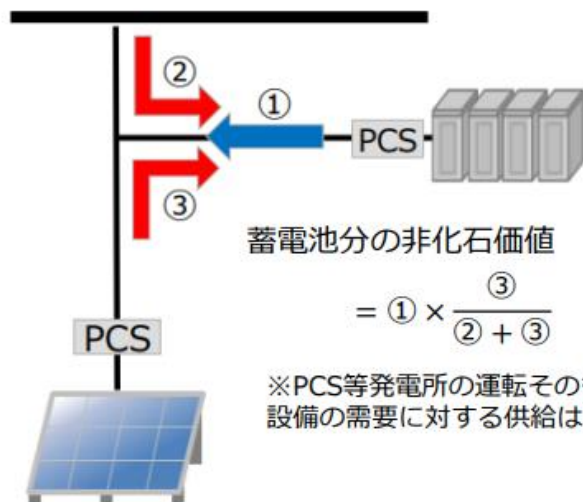 ②
①
PCS
③
蓄電池分の非化石価値
= ① × ③ / ② + ③
PCS
※PCS等発電所の運転その
設備の需要に対する供給は